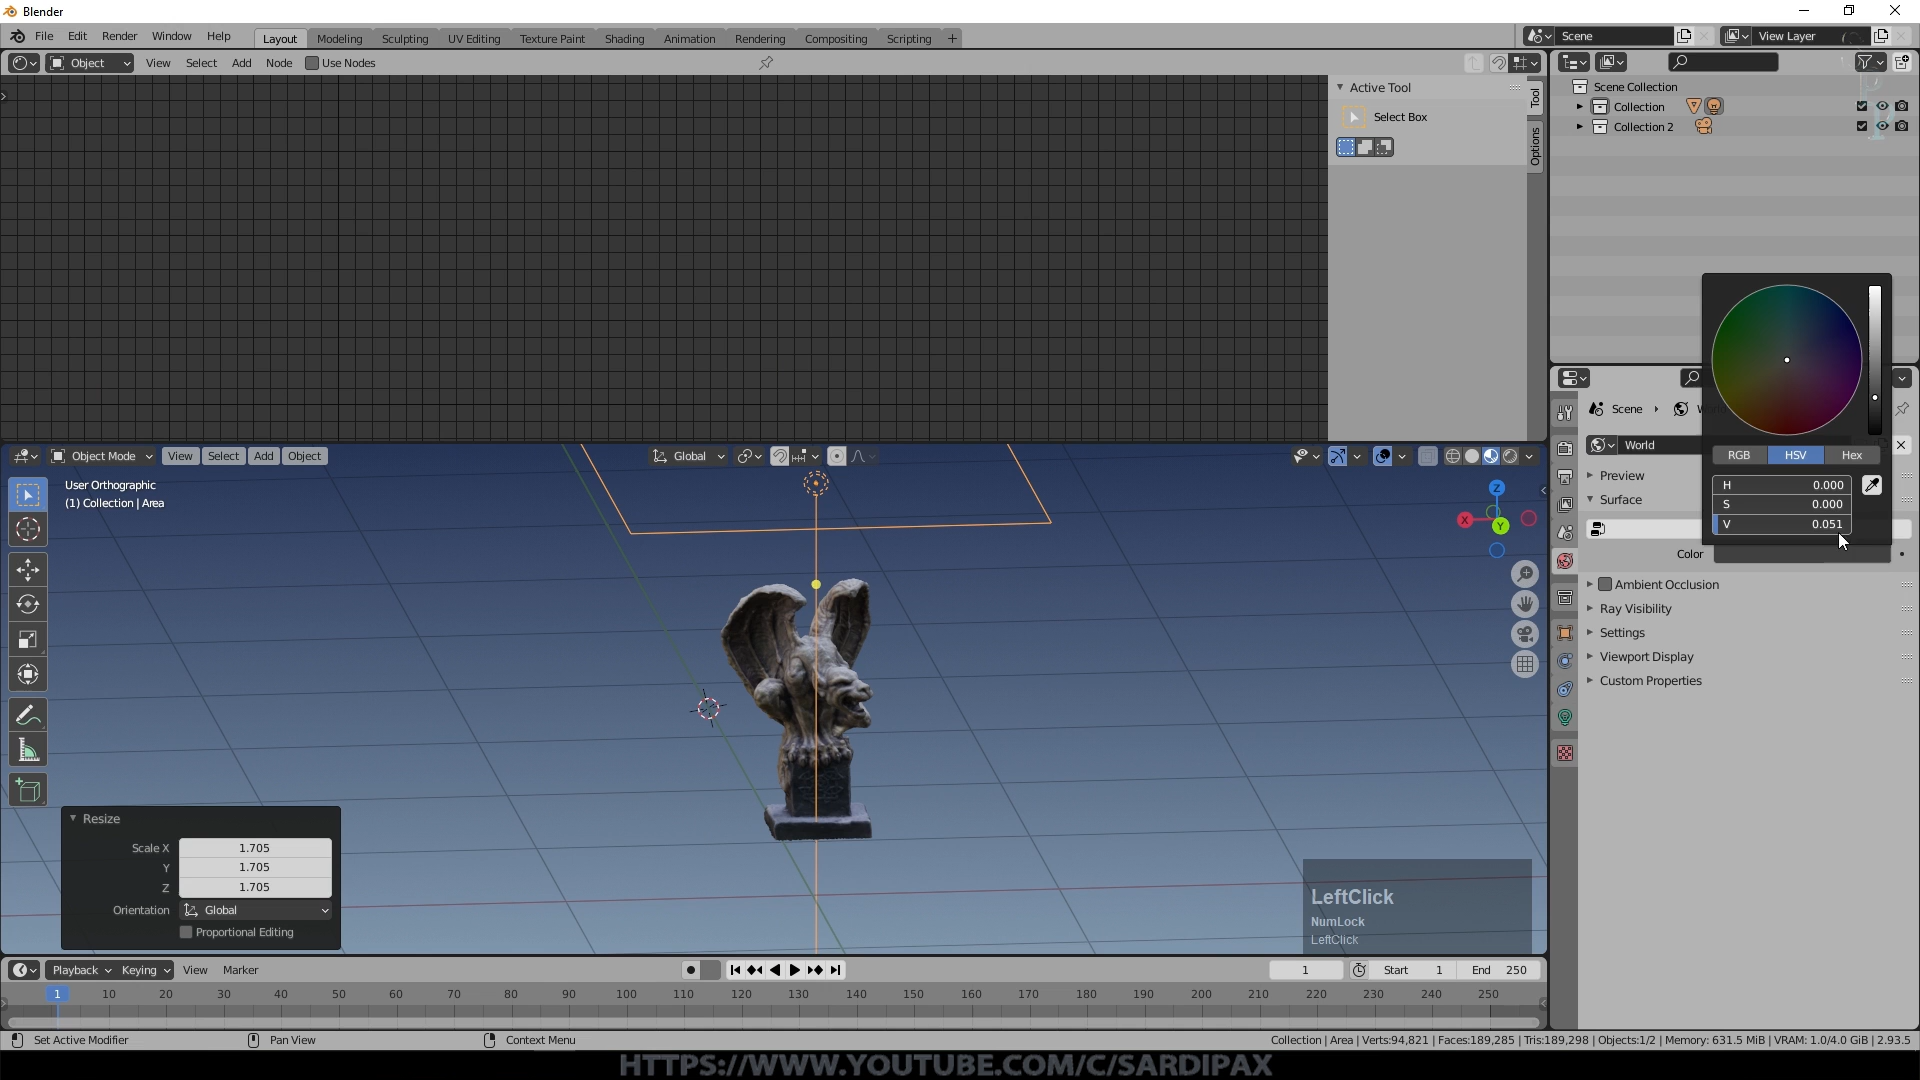 Blender
File Edit Render Window Help Layout Modeling Sculpting UV Editing Texture Paint Shading Animation Rendering Compositing Scripting + Scene View Layer
Object View Select Add Node Use Nodes
Active Tool
Select Box
Tool
Options
Scene Collection
Collection
Collection 2
Scene
World
RGB HSV Hex
Preview
H 0.000
Surface
S 0.000
V 0.051
Color
Ambient Occlusion
Ray Visibility
Settings
Viewport Display
Custom Properties
Object Mode View Select Add Object Global
User Orthographic
(1) Collection | Area
Z
X
Y
Resize
Scale X 1.705
Y 1.705
Z 1.705
Orientation Global
Proportional Editing
LeftClick
NumLock
LeftClick
Playback Keying View Marker 1 Start 1 End 250
1 10 20 30 40 50 60 70 80 90 100 110 120 130 140 150 160 170 180 190 200 210 220 230 240 250
Set Active Modifier Pan View Context Menu Collection | Area | Verts:94,821 | Faces:189,285 | Tris:189,298 | Objects:1/2 | Memory: 631.5 MiB | VRAM: 1.0/4.0 GiB | 2.93.5
HTTPS://WWW.YOUTUBE.COM/C/SARDIPAX